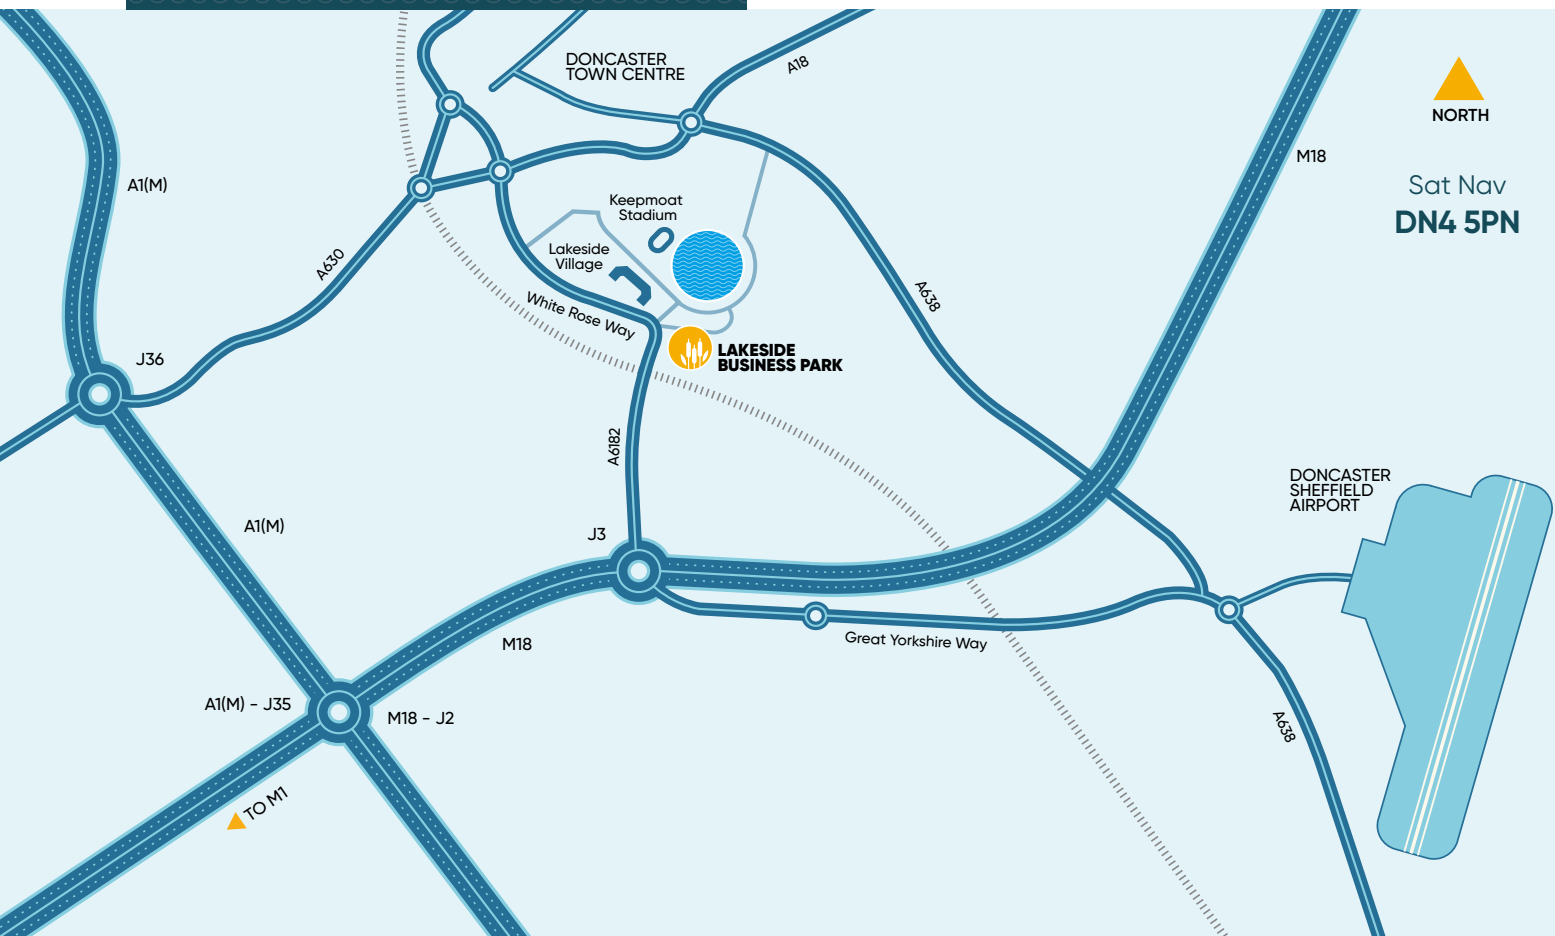 DONCASTER
TOWN CENTRE
A18
NORTH
M18
A1(M)
Sat Nav
DN4 5PN
Keepmoat
Stadium
Lakeside
Village
A630
A638
White Rose Way
J36
LAKESIDE
BUSINESS PARK
A6182
DONCASTER
SHEFFIELD
AIRPORT
A1(M)
J3
M18
Great Yorkshire Way
A1(M) - J35
M18 - J2
A638
TO M1